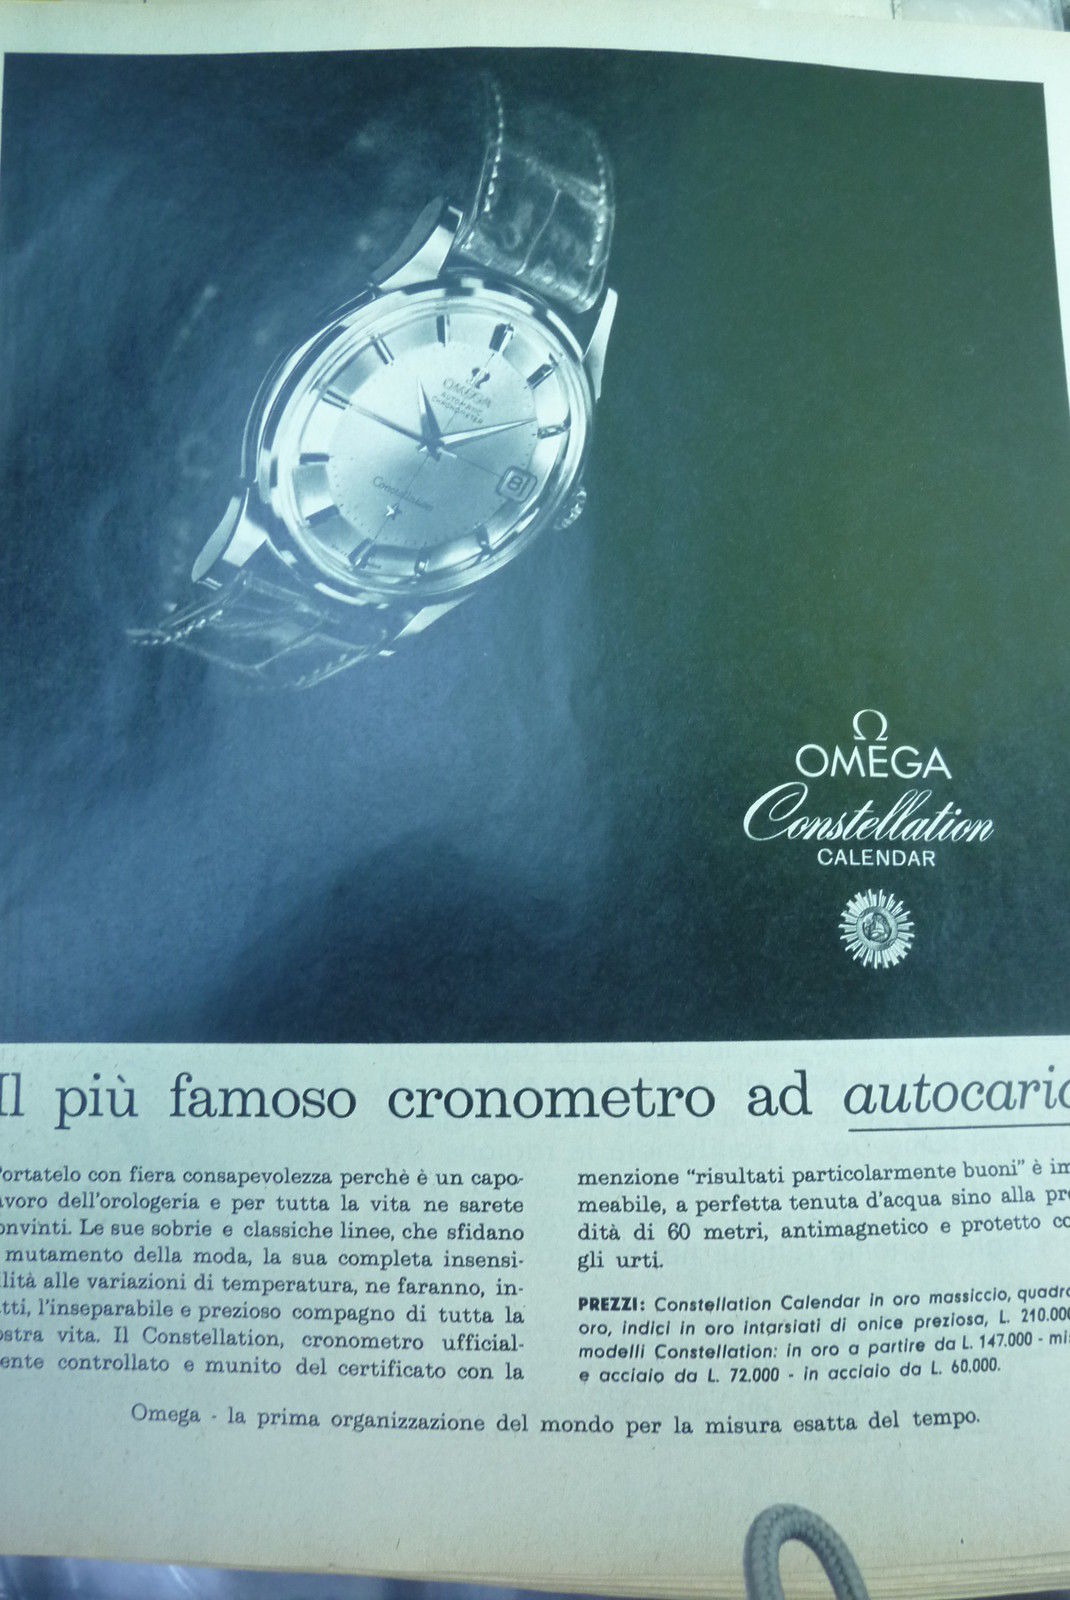 Ω
OMEGA
AUTOMATIC
CHRONOMETER
Constellation
8
Ω
OMEGA
Constellation
CALENDAR
Il più famoso cronometro ad autocaric
Portatelo con fiera consapevolezza perchè è un capo-
avoro dell'orologeria e per tutta la vita ne sarete
onvinti. Le sue sobrie e classiche linee, che sfidano
mutamento della moda, la sua completa insensi-
ilità alle variazioni di temperatura, ne faranno, in-
atti, l'inseparabile e prezioso compagno di tutta la
ostra vita. Il Constellation, cronometro ufficial-
ente controllato e munito del certificato con la
menzione "risultati particolarmente buoni" è im
meabile, a perfetta tenuta d'acqua sino alla pro
dità di 60 metri, antimagnetico e protetto co
gli urti.
PREZZI: Constellation Calendar in oro massiccio, quadra
oro, indici in oro intarsiati di onice preziosa, L. 210.000
modelli Constellation: in oro a partire da L. 147.000 - mi
e acciaio da L. 72.000 - in acciaio da L. 60.000.
Omega - la prima organizzazione del mondo per la misura esatta del tempo.